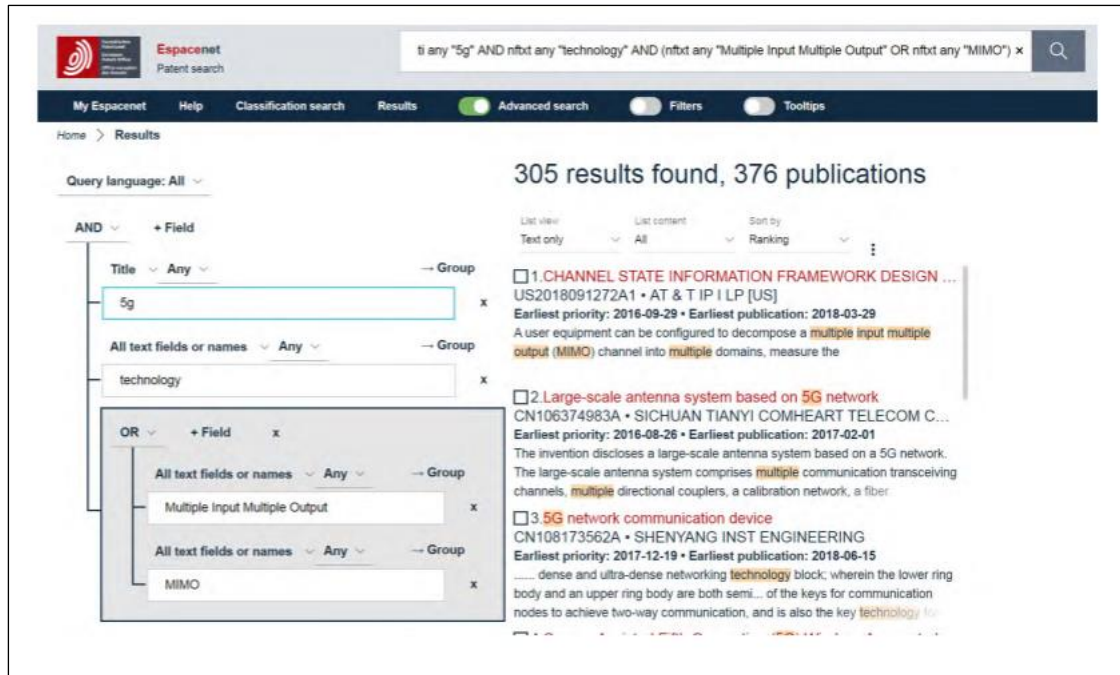 Espacenet
Patent search
ti any "5g" AND nftxt any "technology" AND (nftxt any "Multiple Input Multiple Output" OR nftxt any "MIMO") ×
My Espacenet Help Classification search Results Advanced search Filters Tooltips
Home > Results
Query language: All
AND + Field
Title Any → Group
5g x
All text fields or names Any → Group
technology x
OR + Field x
All text fields or names Any → Group
Multiple Input Multiple Output x
All text fields or names Any → Group
MIMO x
305 results found, 376 publications
List view List content Sort by
Text only All Ranking
1.CHANNEL STATE INFORMATION FRAMEWORK DESIGN ...
US2018091272A1 • AT & T IP I LP [US]
Earliest priority: 2016-09-29 • Earliest publication: 2018-03-29
A user equipment can be configured to decompose a multiple input multiple
output (MIMO) channel into multiple domains, measure the
2.Large-scale antenna system based on 5G network
CN106374983A • SICHUAN TIANYI COMHEART TELECOM C...
Earliest priority: 2016-08-26 • Earliest publication: 2017-02-01
The invention discloses a large-scale antenna system based on a 5G network.
The large-scale antenna system comprises multiple communication transceiving
channels, multiple directional couplers, a calibration network, a fiber
3.5G network communication device
CN108173562A • SHENYANG INST ENGINEERING
Earliest priority: 2017-12-19 • Earliest publication: 2018-06-15
...... dense and ultra-dense networking technology block; wherein the lower ring
body and an upper ring body are both semi... of the keys for communication
nodes to achieve two-way communication, and is also the key technology for